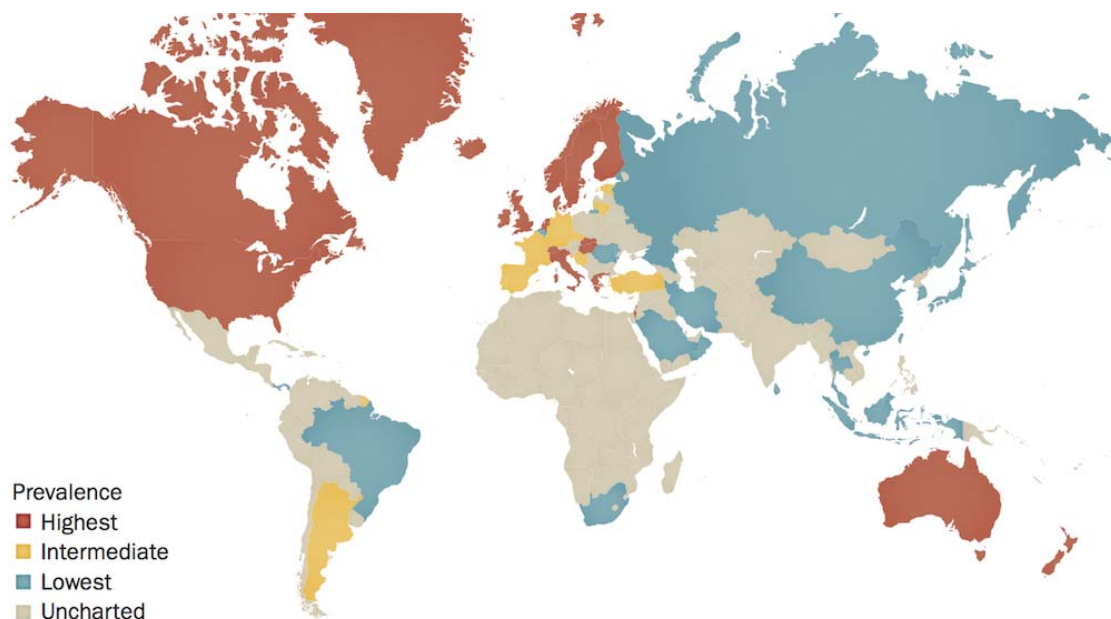 Prevalence
Highest
Intermediate
Lowest
Uncharted